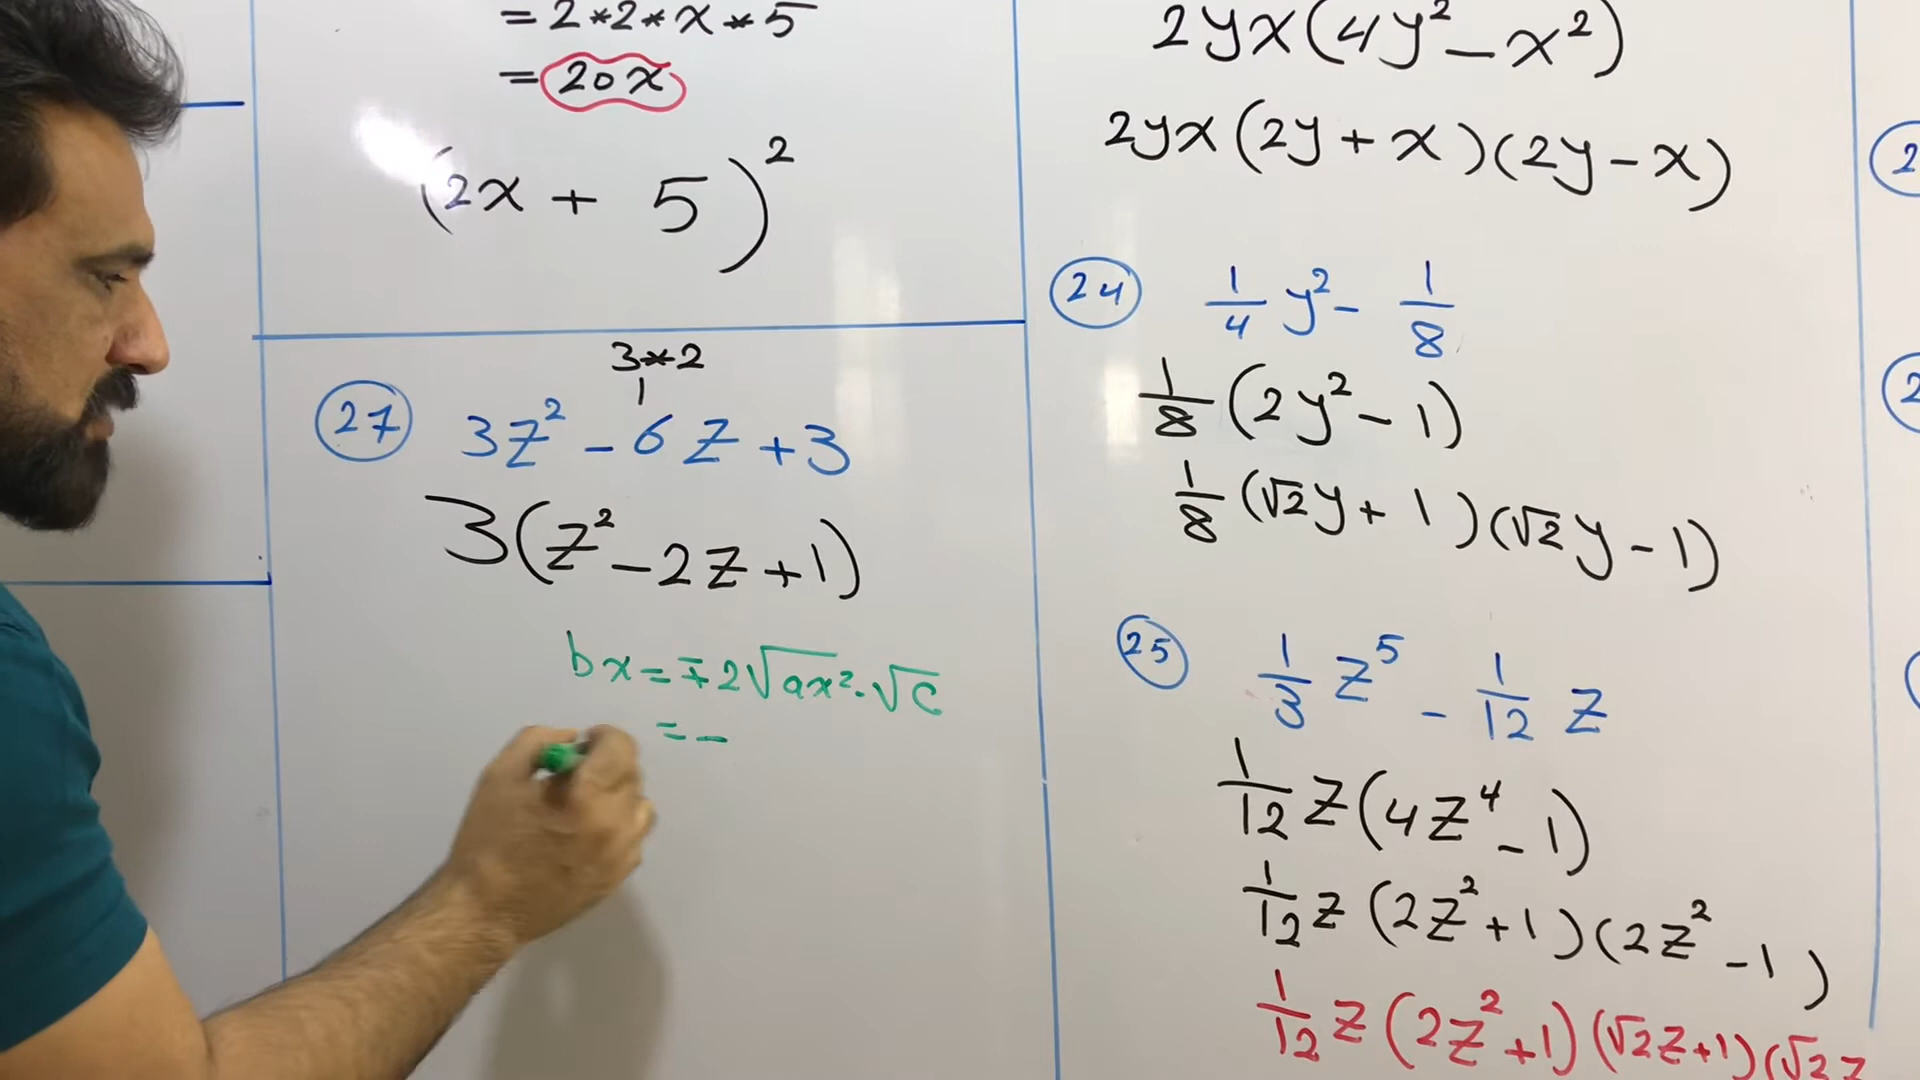 = 2*2*x*5
= 20x
(2x + 5)²
3*2
27 3z² - 6z + 3
3(z² - 2z + 1)
bx = ∓2√ax² · √c
= -
2yx(4y² - x²)
2yx(2y + x)(2y - x)
24 1/4 y² - 1/8
1/8 (2y² - 1)
1/8 (√2y + 1)(√2y - 1)
25 1/3 z⁵ - 1/12 z
1/12 z(4z⁴ - 1)
1/12 z (2z² + 1)(2z² - 1)
1/12 z (2z² + 1)(√2z + 1)(√2z
2
2